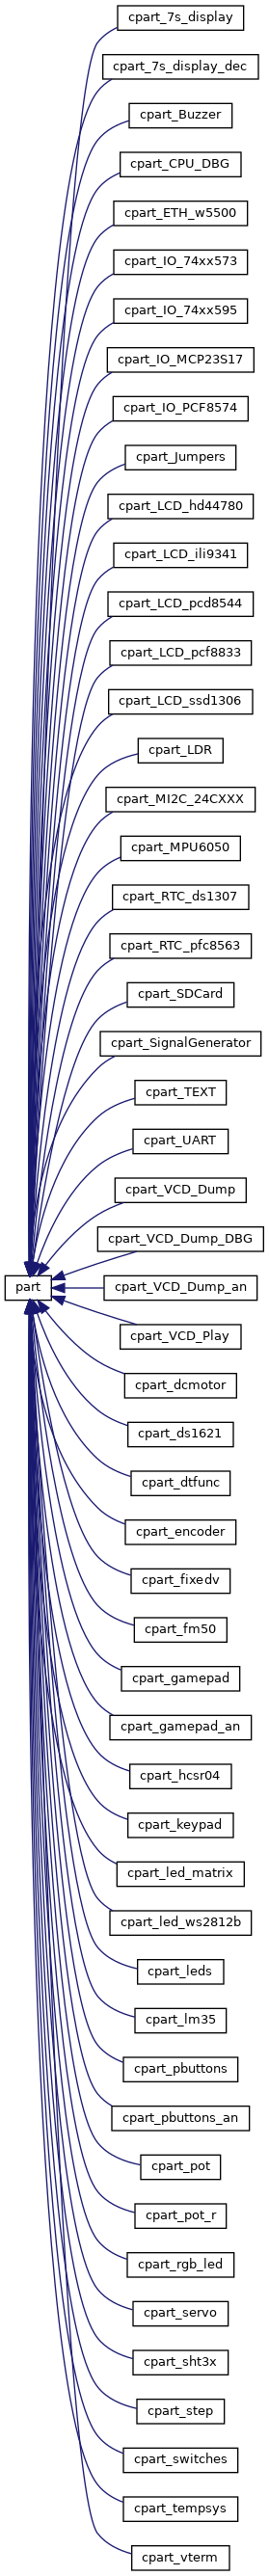 cpart_7s_display
cpart_7s_display_dec
cpart_Buzzer
cpart_CPU_DBG
cpart_ETH_w5500
cpart_IO_74xx573
cpart_IO_74xx595
cpart_IO_MCP23S17
cpart_IO_PCF8574
cpart_Jumpers
cpart_LCD_hd44780
cpart_LCD_ili9341
cpart_LCD_pcd8544
cpart_LCD_pcf8833
cpart_LCD_ssd1306
cpart_LDR
cpart_MI2C_24CXXX
cpart_MPU6050
cpart_RTC_ds1307
cpart_RTC_pfc8563
cpart_SDCard
cpart_SignalGenerator
cpart_TEXT
cpart_UART
cpart_VCD_Dump
cpart_VCD_Dump_DBG
part
cpart_VCD_Dump_an
cpart_VCD_Play
cpart_dcmotor
cpart_ds1621
cpart_dtfunc
cpart_encoder
cpart_fixedv
cpart_fm50
cpart_gamepad
cpart_gamepad_an
cpart_hcsr04
cpart_keypad
cpart_led_matrix
cpart_led_ws2812b
cpart_leds
cpart_lm35
cpart_pbuttons
cpart_pbuttons_an
cpart_pot
cpart_pot_r
cpart_rgb_led
cpart_servo
cpart_sht3x
cpart_step
cpart_switches
cpart_tempsys
cpart_vterm